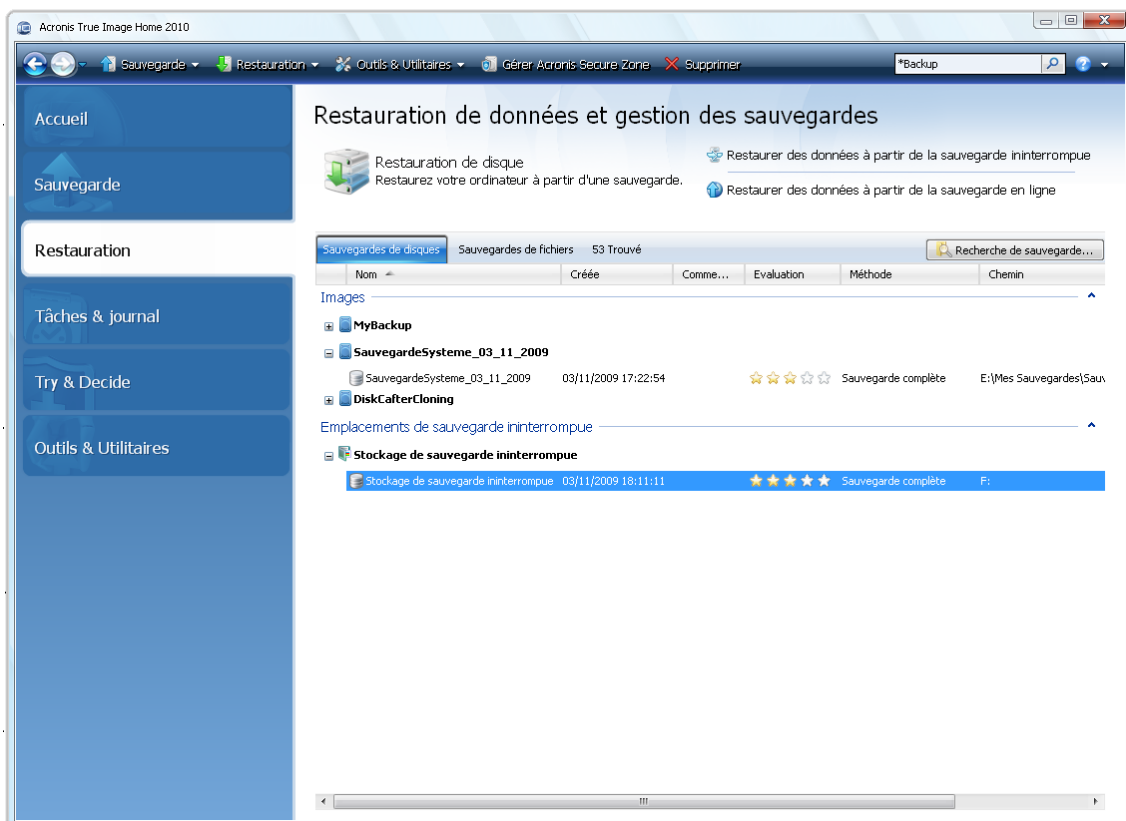 Acronis True Image Home 2010
Sauvegarde Restauration Outils & Utilitaires Gérer Acronis Secure Zone Supprimer *Backup
Accueil
Sauvegarde
Restauration
Tâches & journal
Try & Decide
Outils & Utilitaires
Restauration de données et gestion des sauvegardes
Restauration de disque
Restaurez votre ordinateur à partir d'une sauvegarde.
Restaurer des données à partir de la sauvegarde ininterrompue
Restaurer des données à partir de la sauvegarde en ligne
Sauvegardes de disques Sauvegardes de fichiers 53 Trouvé Recherche de sauvegarde...
Nom Créée Comme... Evaluation Méthode Chemin
Images
MyBackup
SauvegardeSysteme_03_11_2009
SauvegardeSysteme_03_11_2009 03/11/2009 17:22:54 Sauvegarde complète E:\Mes Sauvegardes\Sauv
DiskCafterCloning
Emplacements de sauvegarde ininterrompue
Stockage de sauvegarde ininterrompue
Stockage de sauvegarde ininterrompue 03/11/2009 18:11:11 Sauvegarde complète F: